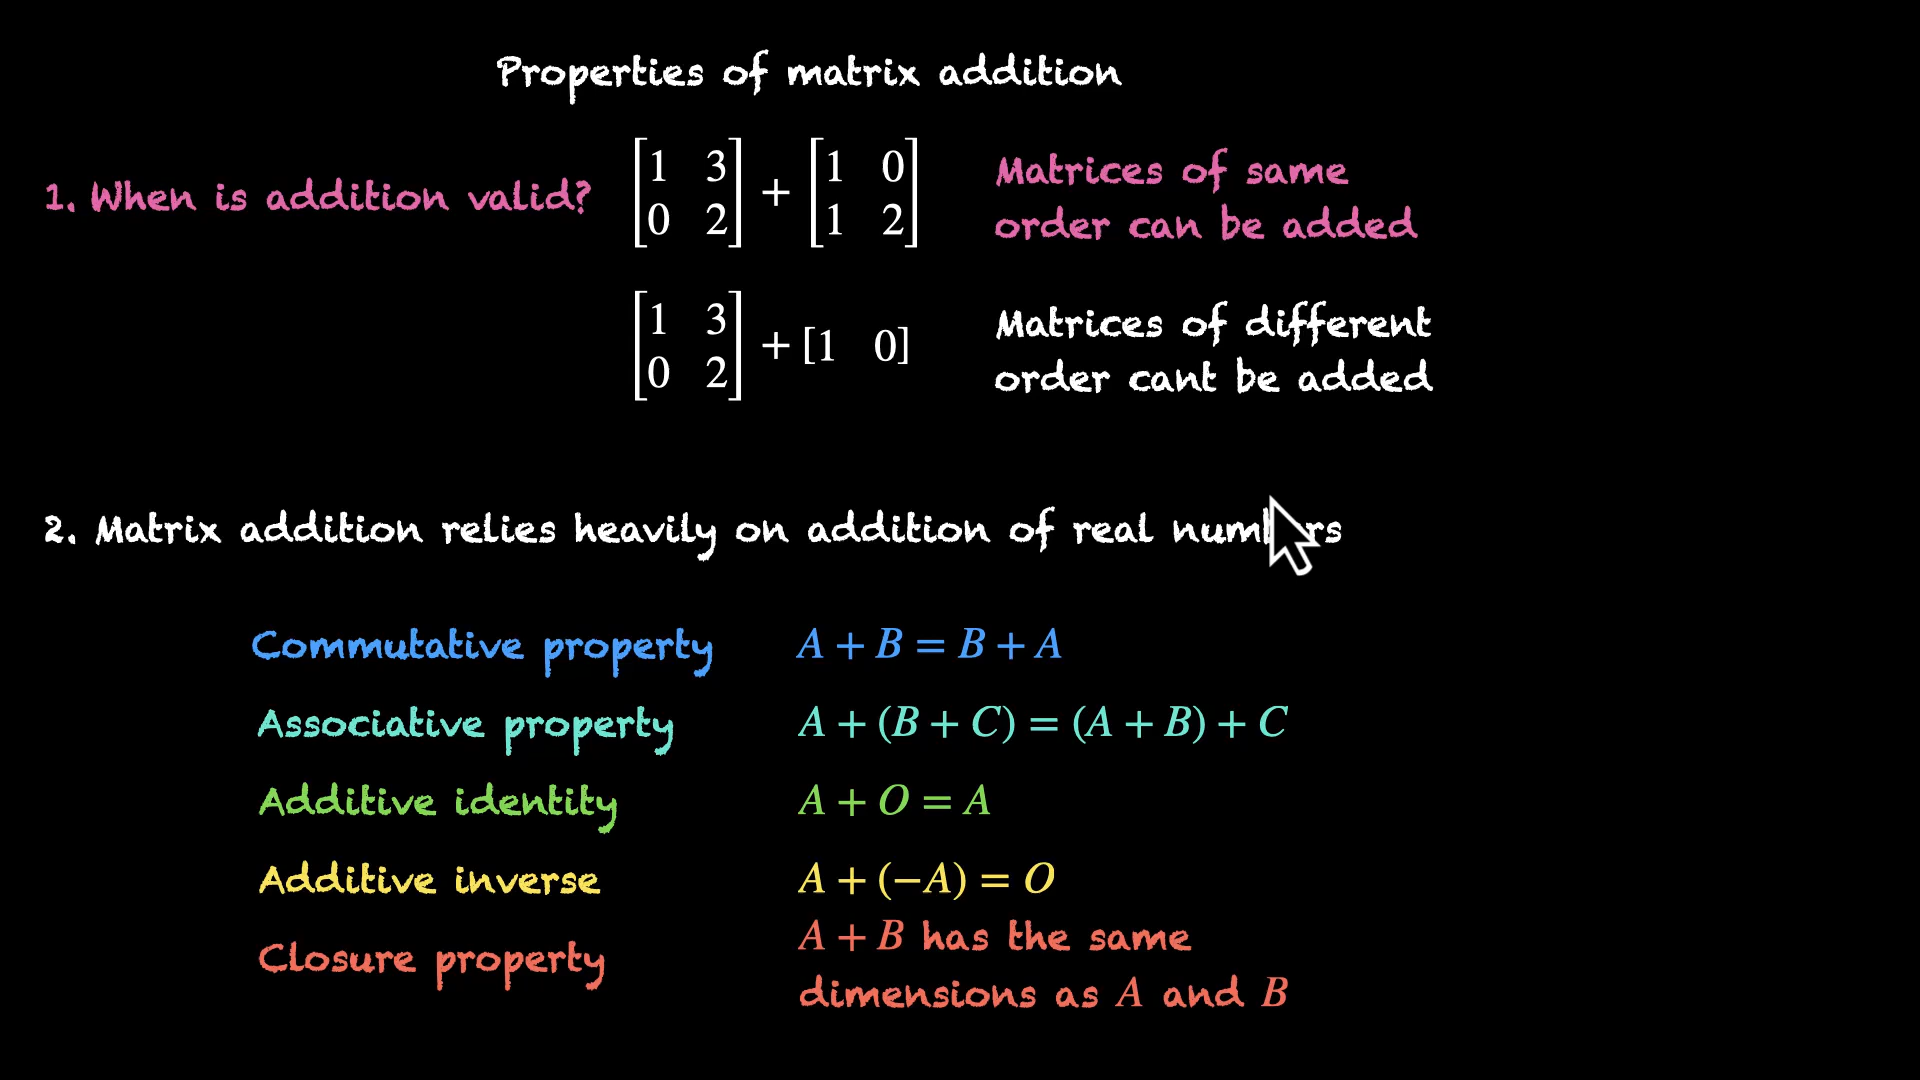 Properties of matrix addition
1. When is addition valid? [1 3 0 2] + [1 0 1 2] Matrices of same
order can be added
[1 3 0 2] + [1 0] Matrices of different
order cant be added
2. Matrix addition relies heavily on addition of real
Commutative property A + B = B + A
Associative property A + (B + C) = (A + B) + C
Additive identity A + O = A
Additive inverse A + (−A) = O
Closure property A + B has the same
dimensions as A and B